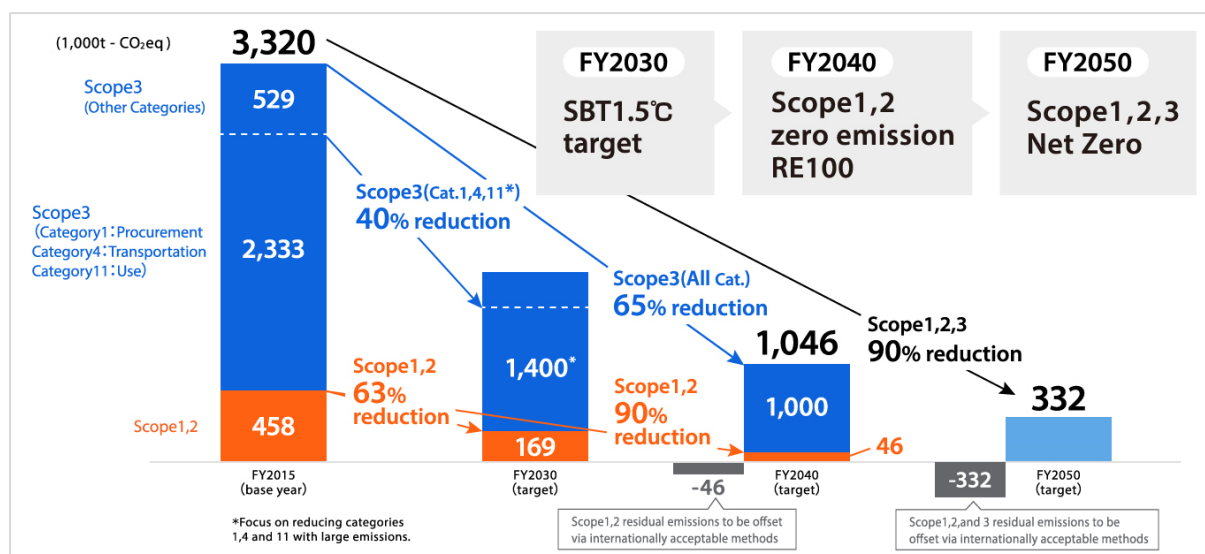 (1,000t - CO₂eq)
3,320
FY2030
SBT1.5℃
target
FY2040
Scope1,2
zero emission
RE100
FY2050
Scope1,2,3
Net Zero
Scope3
(Other Categories)
529
Scope3
(Category1：Procurement
Category4：Transportation
Category11：Use)
2,333
Scope3(Cat.1,4,11*)
40% reduction
Scope3(All Cat.)
65% reduction
Scope1,2,3
90% reduction
1,046
332
Scope1,2
63%
reduction
1,400*
Scope1,2
90%
reduction
1,000
Scope1,2
458
169
46
FY2015
(base year)
FY2030
(target)
-46
FY2040
(target)
-332
FY2050
(target)
*Focus on reducing categories
1,4 and 11 with large emissions.
Scope1,2 residual emissions to be offset
via internationally acceptable methods
Scope1,2,and 3 residual emissions to be
offset via internationally acceptable methods